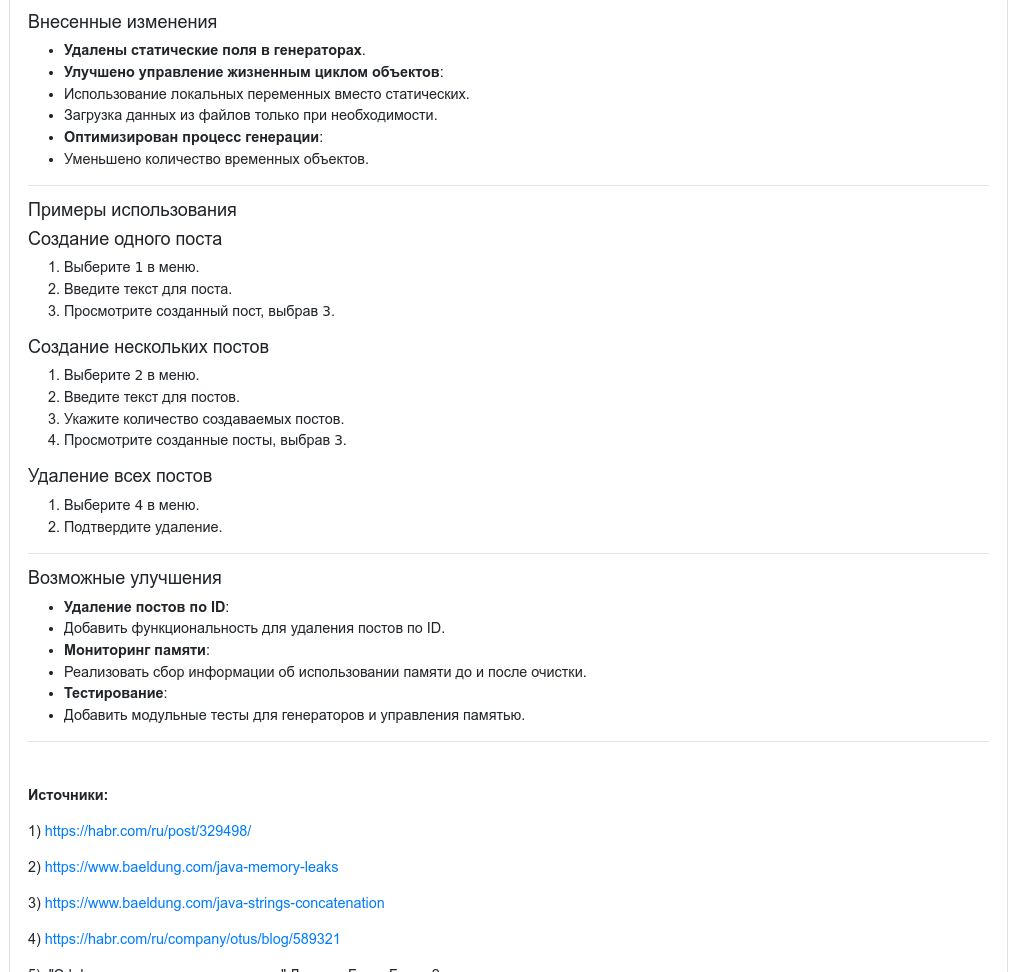 Внесенные изменения
• Удалены статические поля в генераторах.
• Улучшено управление жизненным циклом объектов:
• Использование локальных переменных вместо статических.
• Загрузка данных из файлов только при необходимости.
• Оптимизирован процесс генерации:
• Уменьшено количество временных объектов.
Примеры использования
Создание одного поста
1. Выберите 1 в меню.
2. Введите текст для поста.
3. Просмотрите созданный пост, выбрав 3.
Создание нескольких постов
1. Выберите 2 в меню.
2. Введите текст для постов.
3. Укажите количество создаваемых постов.
4. Просмотрите созданные посты, выбрав 3.
Удаление всех постов
1. Выберите 4 в меню.
2. Подтвердите удаление.
Возможные улучшения
• Удаление постов по ID:
• Добавить функциональность для удаления постов по ID.
• Мониторинг памяти:
• Реализовать сбор информации об использовании памяти до и после очистки.
• Тестирование:
• Добавить модульные тесты для генераторов и управления памятью.
Источники:
1) https://habr.com/ru/post/329498/
2) https://www.baeldung.com/java-memory-leaks
3) https://www.baeldung.com/java-strings-concatenation
4) https://habr.com/ru/company/otus/blog/589321